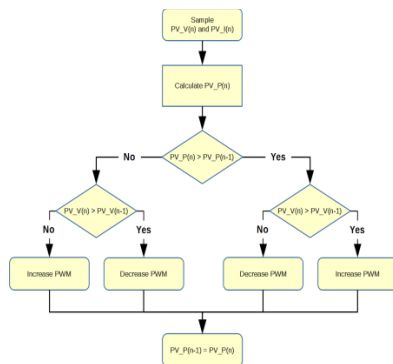 Sample
PV_V(n) and PV_I(n)
Calculate PV_P(n)
PV_P(n) > PV_P(n-1)
No
Yes
PV_V(n) > PV_V(n-1)
PV_V(n) > PV_V(n-1)
No
Yes
No
Yes
Increase PWM
Decrease PWM
Decrease PWM
Increase PWM
PV_P(n-1) = PV_P(n)